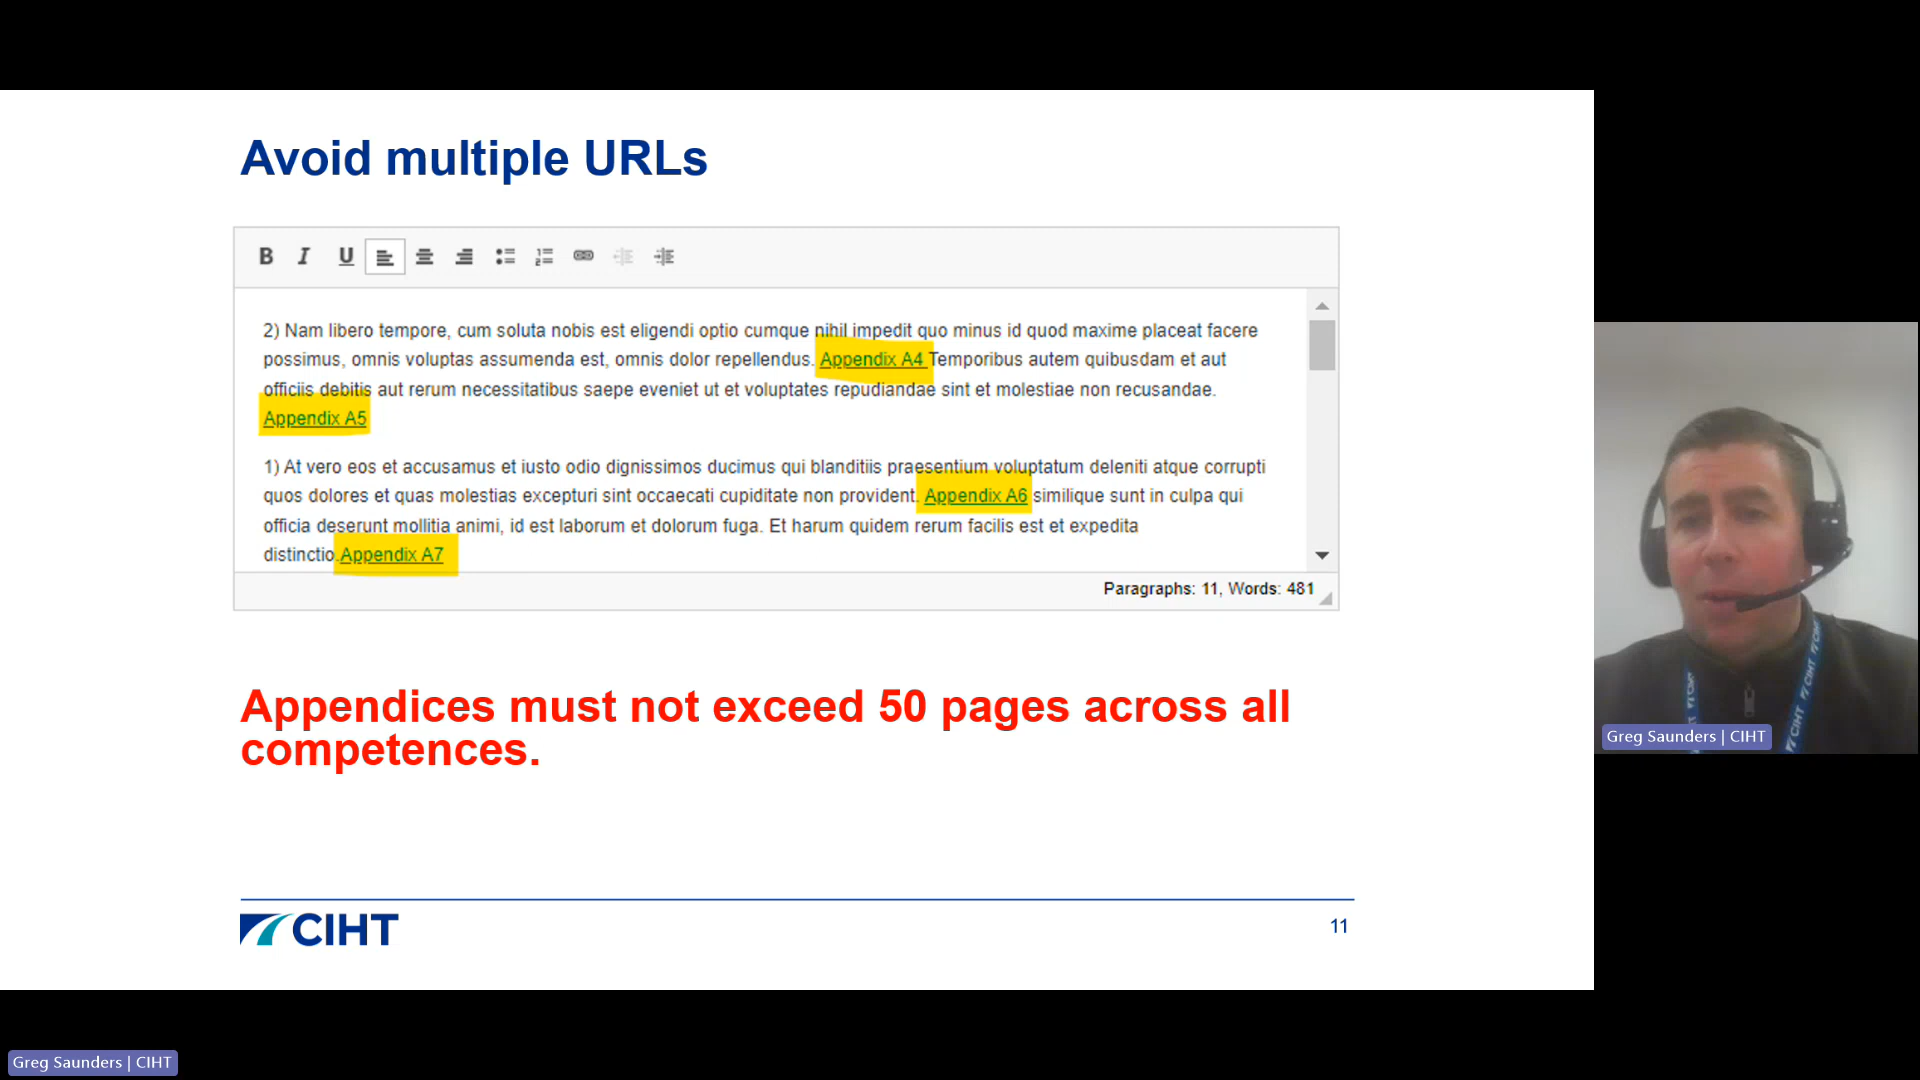 Avoid multiple URLs
B I U
2) Nam libero tempore, cum soluta nobis est eligendi optio cumque nihil impedit quo minus id quod maxime placeat facere
possimus, omnis voluptas assumenda est, omnis dolor repellendus. Appendix A4 Temporibus autem quibusdam et aut
officiis debitis aut rerum necessitatibus saepe eveniet ut et voluptates repudiandae sint et molestiae non recusandae.
Appendix A5
1) At vero eos et accusamus et iusto odio dignissimos ducimus qui blanditiis praesentium voluptatum deleniti atque corrupti
quos dolores et quas molestias excepturi sint occaecati cupiditate non provident. Appendix A6 similique sunt in culpa qui
officia deserunt mollitia animi, id est laborum et dolorum fuga. Et harum quidem rerum facilis est et expedita
distinctio.Appendix A7
Paragraphs: 11, Words: 481
Appendices must not exceed 50 pages across all
competences.
CIHT
11
CIHT
CIHT
CIHT
Greg Saunders | CIHT
Greg Saunders | CIHT